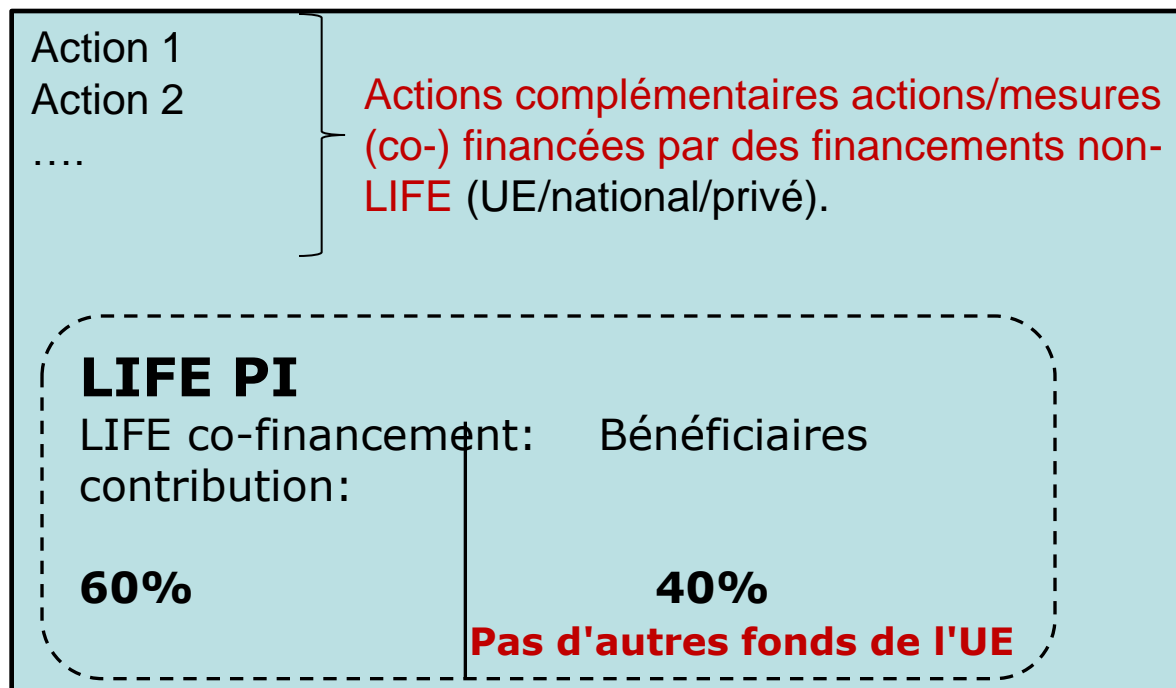 Action 1
Action 2
….
Actions complémentaires actions/mesures
(co-) financées par des financements non-
LIFE (UE/national/privé).
LIFE PI
LIFE co-financement: Bénéficiaires
contribution:
60% 40%
Pas d'autres fonds de l'UE